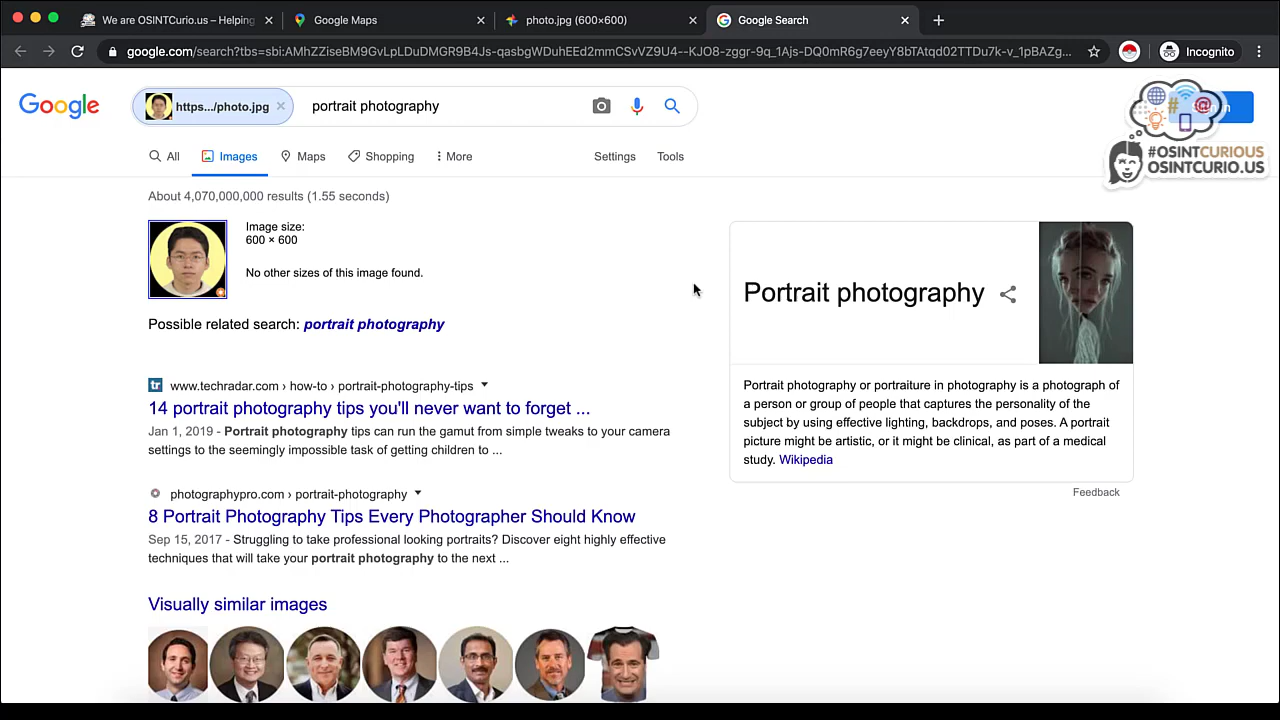 We are OSINTCurio.us – Helping
Google Maps
photo.jpg (600×600)
Google Search
google.com/search?tbs=sbi:AMhZZiseBM9GvLpLDuDMGR9B4Js-qasbgWDuhEEd2mmCSvVZ9U4--KJO8-zggr-9q_1Ajs-DQ0mR6g7eeyY8bTAtqd02TTDu7k-v_1pBAZg...
Incognito
Google
https.../photo.jpg
portrait photography
All
Images
Maps
Shopping
More
Settings
Tools
#OSINTCURIOUS
OSINTCURIO.US
About 4,070,000,000 results (1.55 seconds)
Image size:
600 × 600
No other sizes of this image found.
Possible related search: portrait photography
www.techradar.com › how-to › portrait-photography-tips
14 portrait photography tips you'll never want to forget ...
Jan 1, 2019 - Portrait photography tips can run the gamut from simple tweaks to your camera
settings to the seemingly impossible task of getting children to ...
photographypro.com › portrait-photography
8 Portrait Photography Tips Every Photographer Should Know
Sep 15, 2017 - Struggling to take professional looking portraits? Discover eight highly effective
techniques that will take your portrait photography to the next ...
Visually similar images
Portrait photography
Portrait photography or portraiture in photography is a photograph of
a person or group of people that captures the personality of the
subject by using effective lighting, backdrops, and poses. A portrait
picture might be artistic, or it might be clinical, as part of a medical
study. Wikipedia
Feedback